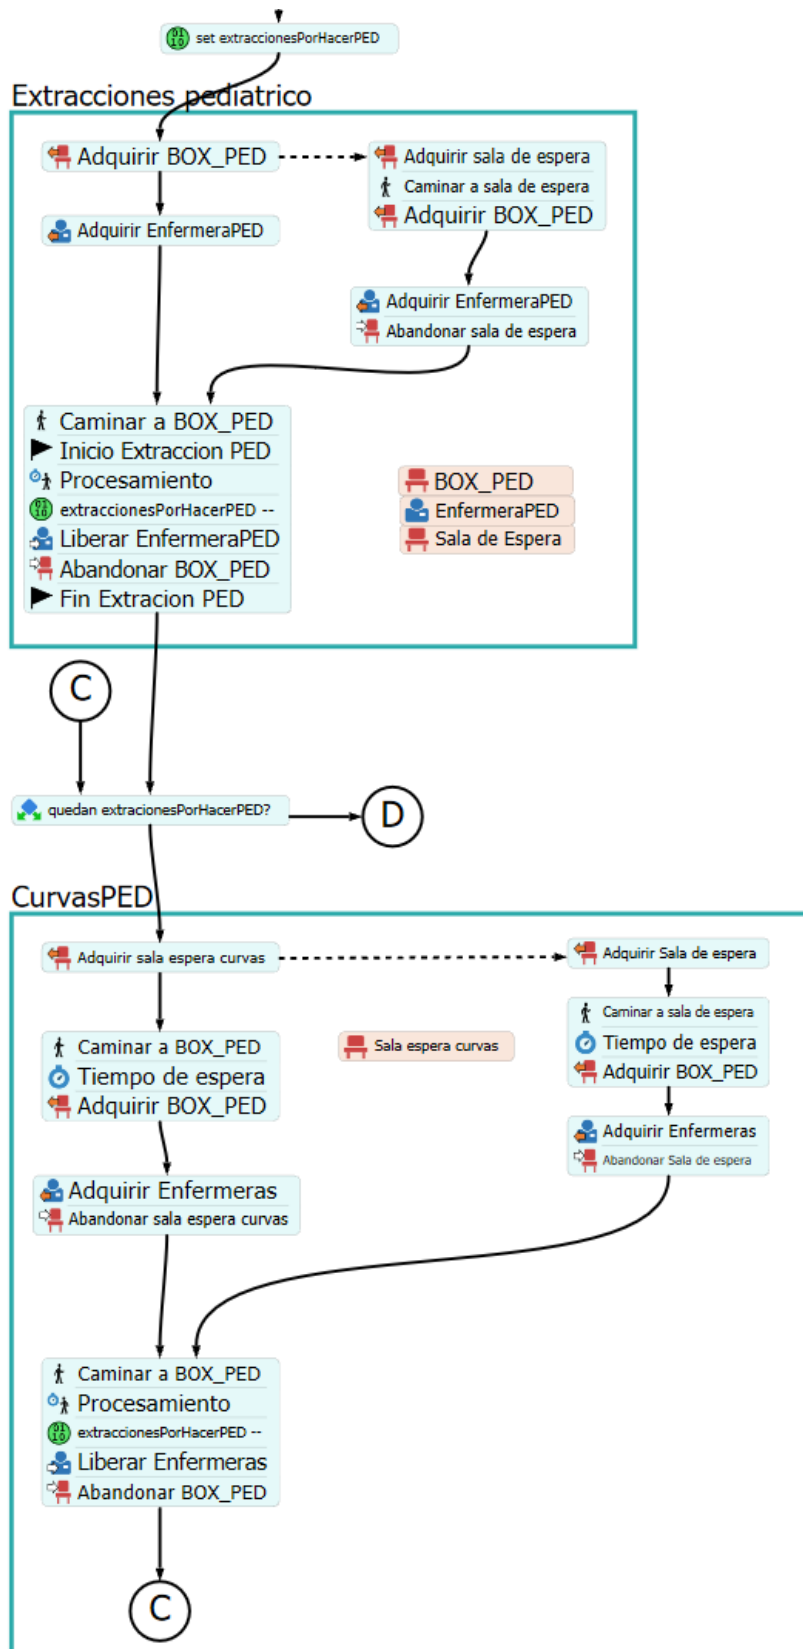 set extraccionesPorHacerPED
Extracciones pediatrico
Adquirir BOX_PED
Adquirir sala de espera
Caminar a sala de espera
Adquirir BOX_PED
Adquirir EnfermeraPED
Adquirir EnfermeraPED
Abandonar sala de espera
Caminar a BOX_PED
Inicio Extraccion PED
Procesamiento
extraccionesPorHacerPED --
Liberar EnfermeraPED
Abandonar BOX_PED
Fin Extracion PED
BOX_PED
EnfermeraPED
Sala de Espera
C
quedan extracionesPorHacerPED?
D
CurvasPED
Adquirir sala espera curvas
Adquirir Sala de espera
Caminar a BOX_PED
Tiempo de espera
Adquirir BOX_PED
Sala espera curvas
Caminar a sala de espera
Tiempo de espera
Adquirir BOX_PED
Adquirir Enfermeras
Abandonar Sala de espera
Adquirir Enfermeras
Abandonar sala espera curvas
Caminar a BOX_PED
Procesamiento
extraccionesPorHacerPED --
Liberar Enfermeras
Abandonar BOX_PED
C